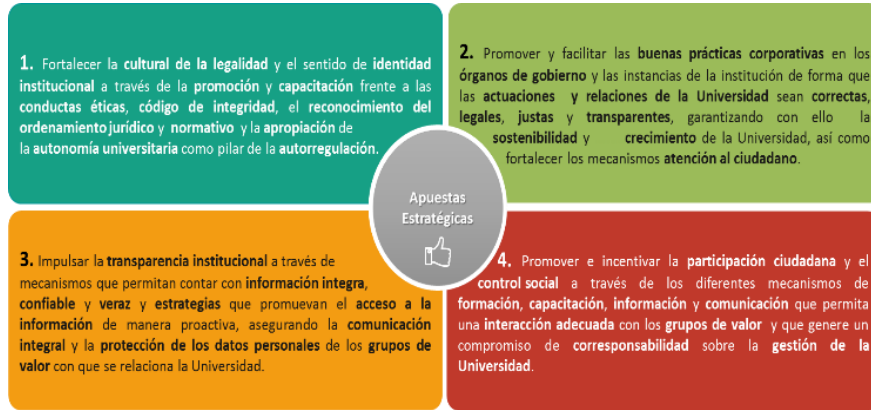 1. Fortalecer la cultural de la legalidad y el sentido de identidad
institucional a través de la promoción y capacitación frente a las
conductas éticas, código de integridad, el reconocimiento del
ordenamiento jurídico y normativo y la apropiación de
la autonomía universitaria como pilar de la autorregulación.
2. Promover y facilitar las buenas prácticas corporativas en los
órganos de gobierno y las instancias de la institución de forma que
las actuaciones y relaciones de la Universidad sean correctas,
legales, justas y transparentes, garantizando con ello la
sostenibilidad y crecimiento de la Universidad, así como
fortalecer los mecanismos atención al ciudadano.
Apuestas
Estratégicas
3. Impulsar la transparencia institucional a través de
mecanismos que permitan contar con información integra,
confiable y veraz y estrategias que promuevan el acceso a la
información de manera proactiva, asegurando la comunicación
integral y la protección de los datos personales de los grupos de
valor con que se relaciona la Universidad.
4. Promover e incentivar la participación ciudadana y el
control social a través de los diferentes mecanismos de
formación, capacitación, información y comunicación que permita
una interacción adecuada con los grupos de valor y que genere un
compromiso de corresponsabilidad sobre la gestión de la
Universidad.